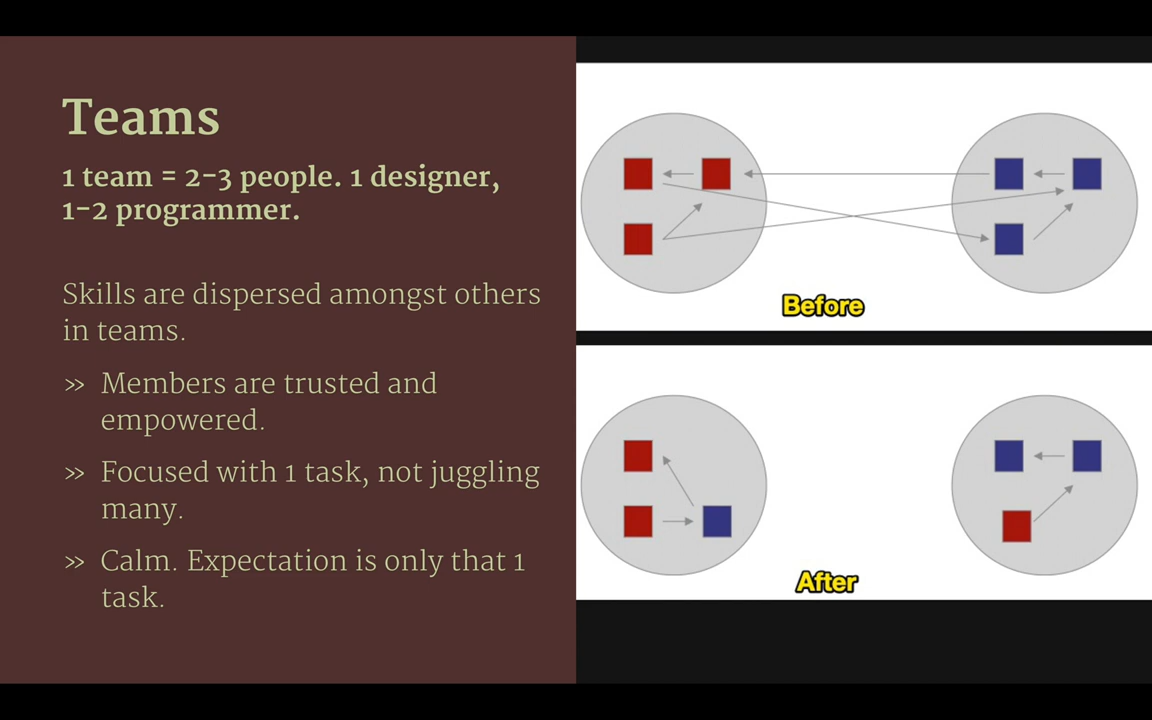 Teams
1 team = 2-3 people. 1 designer,
1-2 programmer.
Skills are dispersed amongst others
in teams.
» Members are trusted and
empowered.
» Focused with 1 task, not juggling
many.
» Calm. Expectation is only that 1
task.
Before
After